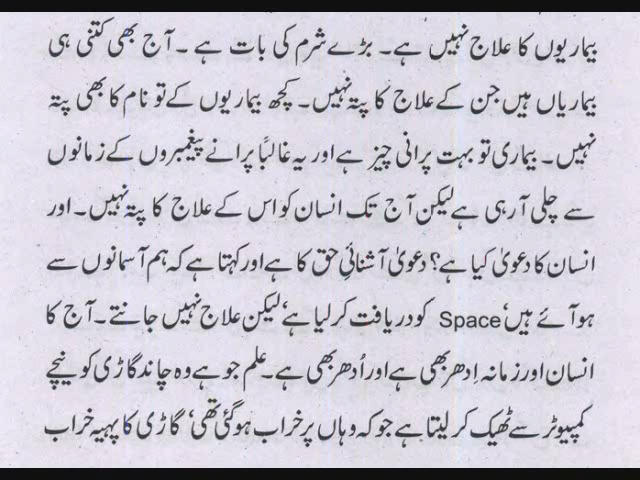 بیماریوں کا علاج نہیں ہے۔ بڑے شرم کی بات ہے ۔ آج بھی کتنی ہی
بیماریاں ہیں جن کے علاج کا پتہ نہیں۔ کچھ بیماریوں کے تو نام کا بھی پتہ
نہیں۔ بیماری تو بہت پرانی چیز ہے اور یہ غالباً پرانے پیغمبروں کے زمانوں
سے چلی آ رہی ہے لیکن آج تک انسان کو اس کے علاج کا پتہ نہیں۔ اور
انسان کا دعویٰ کیا ہے؟ دعویٰ آشنائیِ حق کا ہے اور کہتا ہے کہ ہم آسمانوں سے
ہو آئے ہیں‘ Space کو دریافت کر لیا ہے‘ لیکن علاج نہیں جانتے۔ آج کا
انسان اور زمانہ اِدھر بھی ہے اور اُدھر بھی ہے۔ علم جو ہے وہ چاند گاڑی کو نیچے
کمپیوٹر سے ٹھیک کر لیتا ہے جو کہ وہاں پر خراب ہو گئی تھی‘ گاڑی کا پہیہ خراب